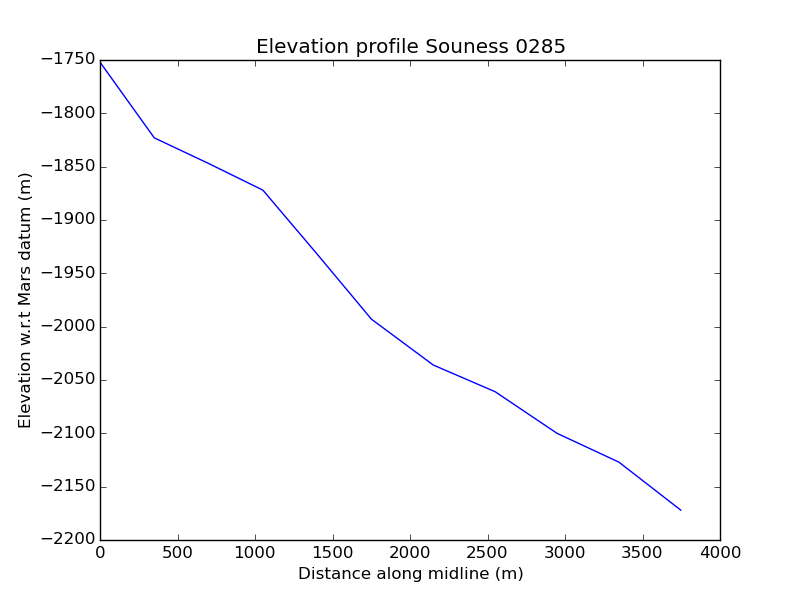 Elevation profile Souness 0285
Elevation w.r.t Mars datum (m)
−1750
−1800
−1850
−1900
−1950
−2000
−2050
−2100
−2150
−2200
0 500 1000 1500 2000 2500 3000 3500 4000
Distance along midline (m)